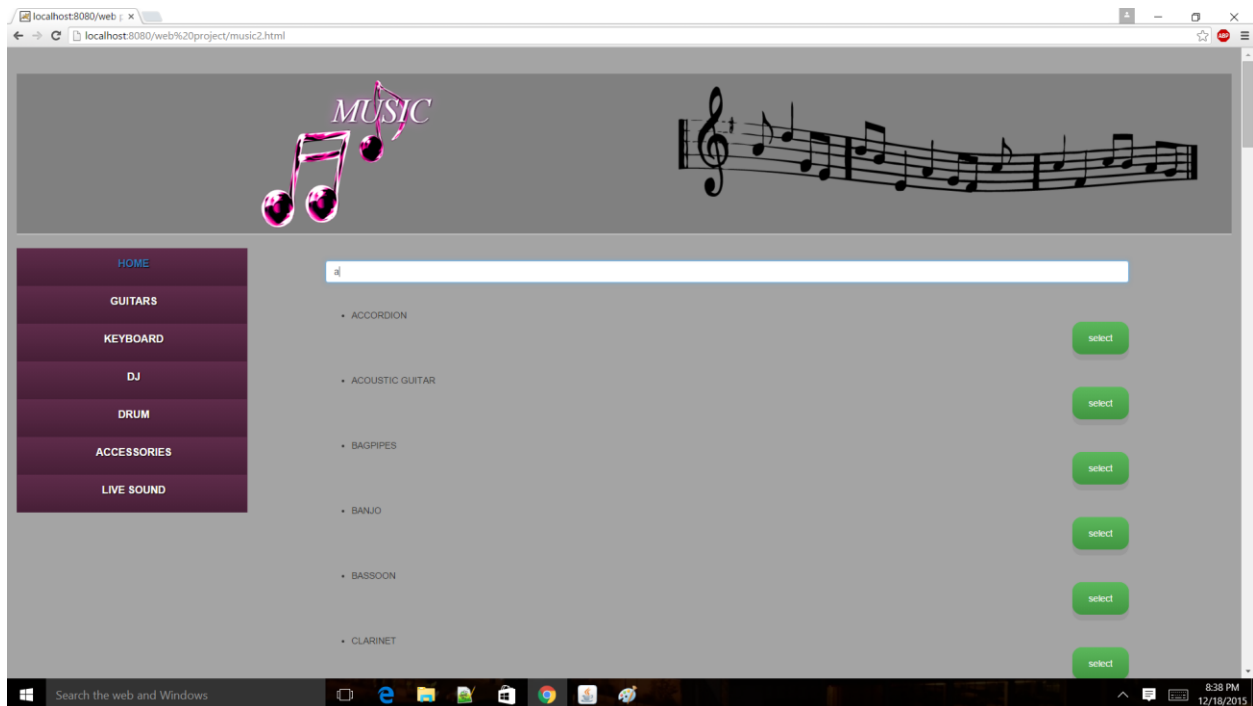 localhost:8080/web p
localhost:8080/web%20project/music2.html
ABP
MUSIC
HOME
GUITARS
KEYBOARD
DJ
DRUM
ACCESSORIES
LIVE SOUND
a
• ACCORDION
select
• ACOUSTIC GUITAR
select
• BAGPIPES
select
• BANJO
select
• BASSOON
select
• CLARINET
select
Search the web and Windows
8:38 PM
12/18/2015